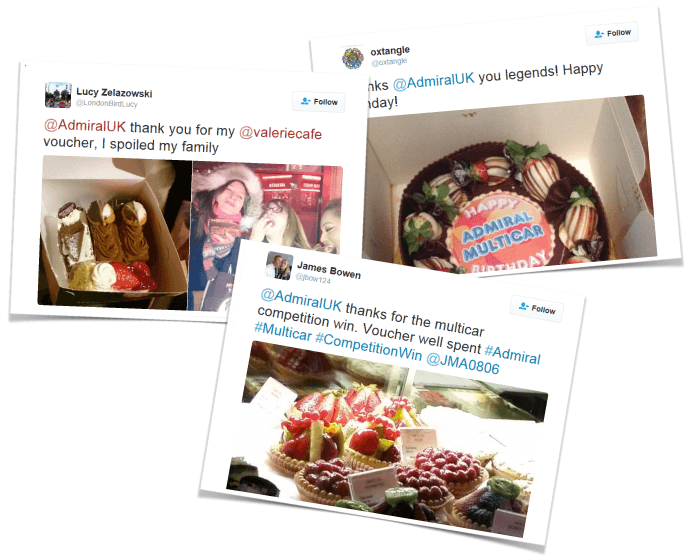 Lucy Zelazowski
@LondonBirdLucy
Follow
@AdmiralUK thank you for my @valeriecafe
voucher, I spoiled my family
oxtangle
@oxtangle
Follow
nks @AdmiralUK you legends! Happy
day!
HAPPY
ADMIRAL
MULTICAR
BIRTHDAY
James Bowen
@jbow124
Follow
@AdmiralUK thanks for the multicar
competition win. Voucher well spent #Admiral
#Multicar #CompetitionWin @JMA0806